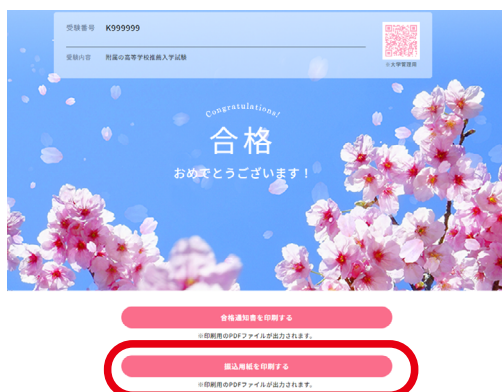 受験番号 K999999
受験内容 附属の高等学校推薦入学試験
※大学管理用
Congratulations!
合格
おめでとうございます！
合格通知書を印刷する
※印刷用のPDFファイルが出力されます。
振込用紙を印刷する
※印刷用のPDFファイルが出力されます。